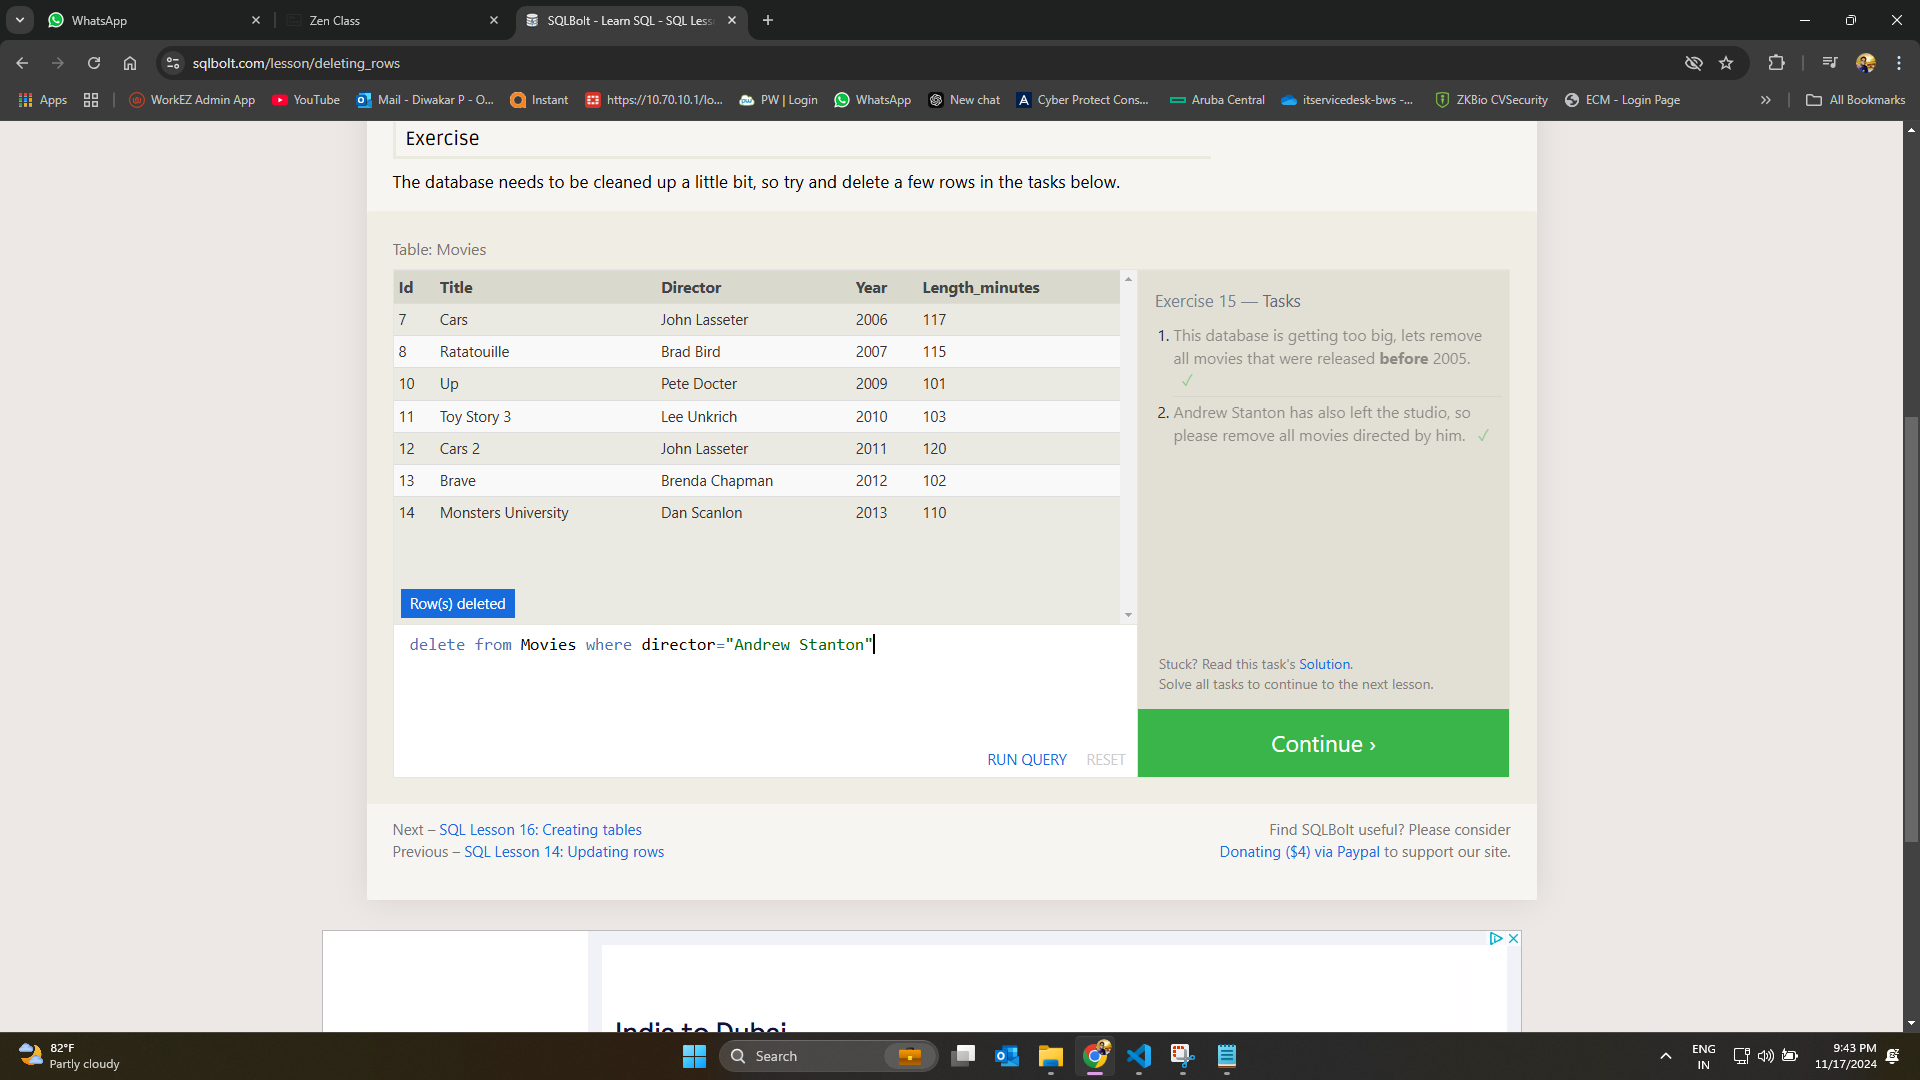 WhatsApp
Zen Class
SQLBolt - Learn SQL - SQL Less
sqlbolt.com/lesson/deleting_rows
Apps
WorkEZ Admin App
YouTube
Mail - Diwakar P - O...
Instant
https://10.70.10.1/lo...
PW | Login
WhatsApp
New chat
Cyber Protect Cons...
Aruba Central
itservicedesk-bws -...
ZKBio CVSecurity
ECM - Login Page
All Bookmarks
Exercise
The database needs to be cleaned up a little bit, so try and delete a few rows in the tasks below.
Table: Movies
Id Title Director Year Length_minutes
7 Cars John Lasseter 2006 117
8 Ratatouille Brad Bird 2007 115
10 Up Pete Docter 2009 101
11 Toy Story 3 Lee Unkrich 2010 103
12 Cars 2 John Lasseter 2011 120
13 Brave Brenda Chapman 2012 102
14 Monsters University Dan Scanlon 2013 110
Row(s) deleted
delete from Movies where director="Andrew Stanton"
RUN QUERY RESET
Exercise 15 — Tasks
1. This database is getting too big, lets remove
all movies that were released before 2005.
✓
2. Andrew Stanton has also left the studio, so
please remove all movies directed by him. ✓
Stuck? Read this task's Solution.
Solve all tasks to continue to the next lesson.
Continue ›
Next – SQL Lesson 16: Creating tables
Previous – SQL Lesson 14: Updating rows
Find SQLBolt useful? Please consider
Donating ($4) via Paypal to support our site.
India to Dubai
82°F
Partly cloudy
Search
ENG
IN
9:43 PM
11/17/2024